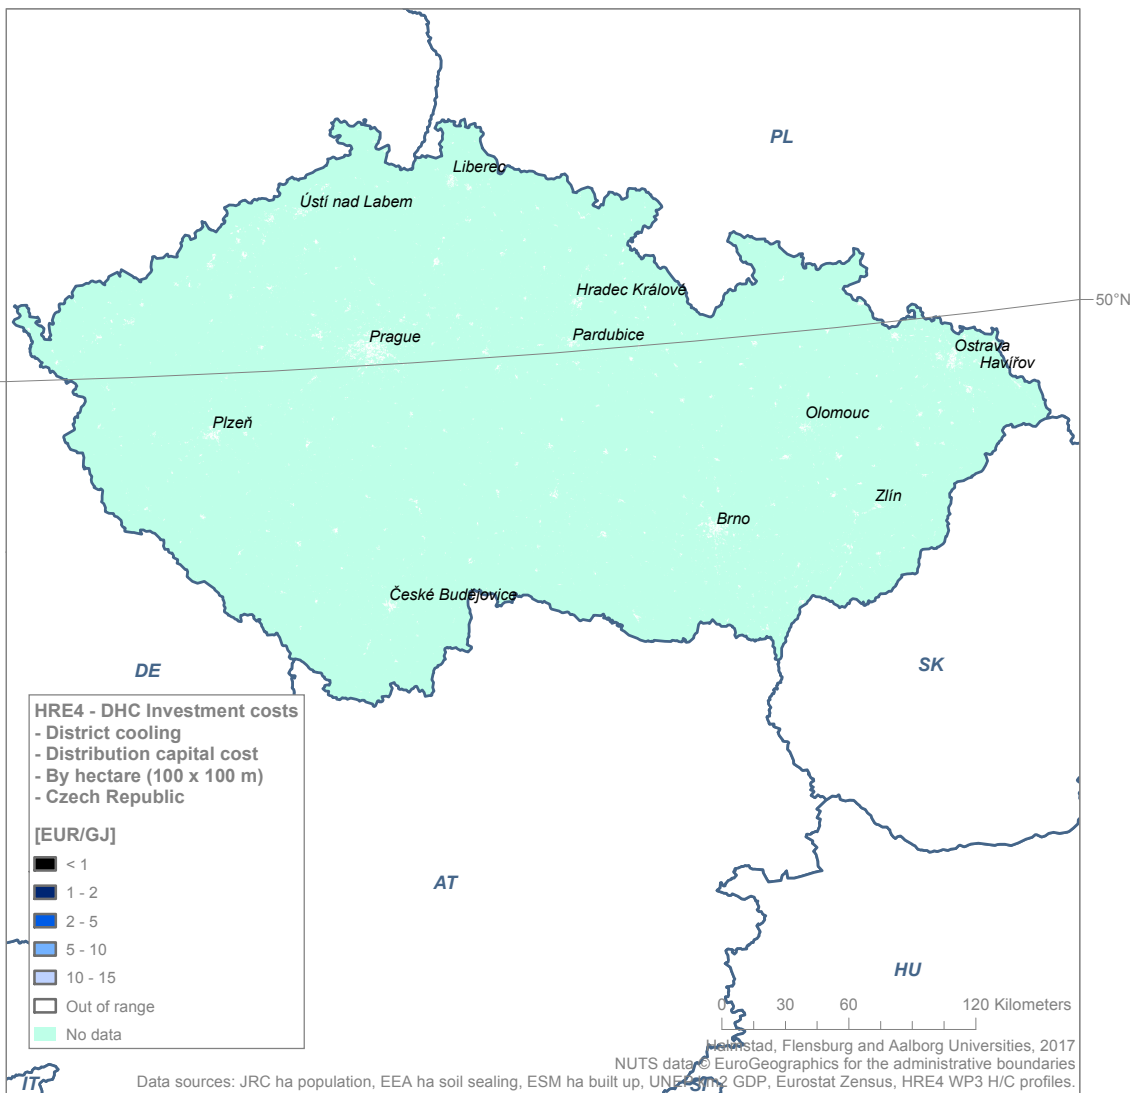 PL
Liberec
Ústí nad Labem
Hradec Králové
50°N
Prague
Pardubice
Ostrava
Havířov
Plzeň
Olomouc
Zlín
Brno
České Budějovice
DE
SK
HRE4 - DHC Investment costs
- District cooling
- Distribution capital cost
- By hectare (100 x 100 m)
- Czech Republic
[EUR/GJ]
< 1
1 - 2
2 - 5
5 - 10
10 - 15
Out of range
No data
AT
HU
0 30 60 120 Kilometers
Halmstad, Flensburg and Aalborg Universities, 2017
NUTS data © EuroGeographics for the administrative boundaries
IT
SI
Data sources: JRC ha population, EEA ha soil sealing, ESM ha built up, UNEP km2 GDP, Eurostat Zensus, HRE4 WP3 H/C profiles.